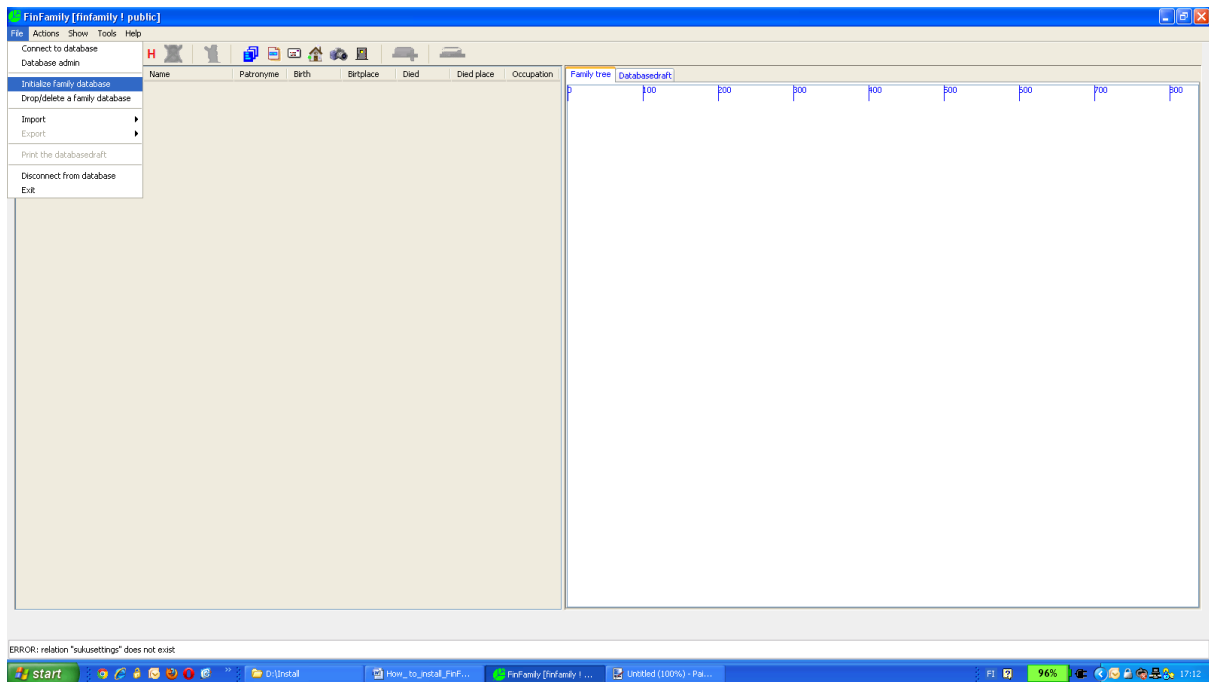 FinFamily [finfamily ! public]
File Actions Show Tools Help
Connect to database
Database admin
Initialize family database
Drop/delete a family database
Import
Export
Print the databasedraft
Disconnect from database
Exit
H
Name Patronyme Birth Birtplace Died Died place Occupation
Family tree Databasedraft
0 100 200 300 400 500 600 700 800
ERROR: relation "sukusettings" does not exist
start D:\Install How_ to_install_FinF... FinFamily [finfamily ! ... Untitled (100%) - Pai... FI 96% 17:12